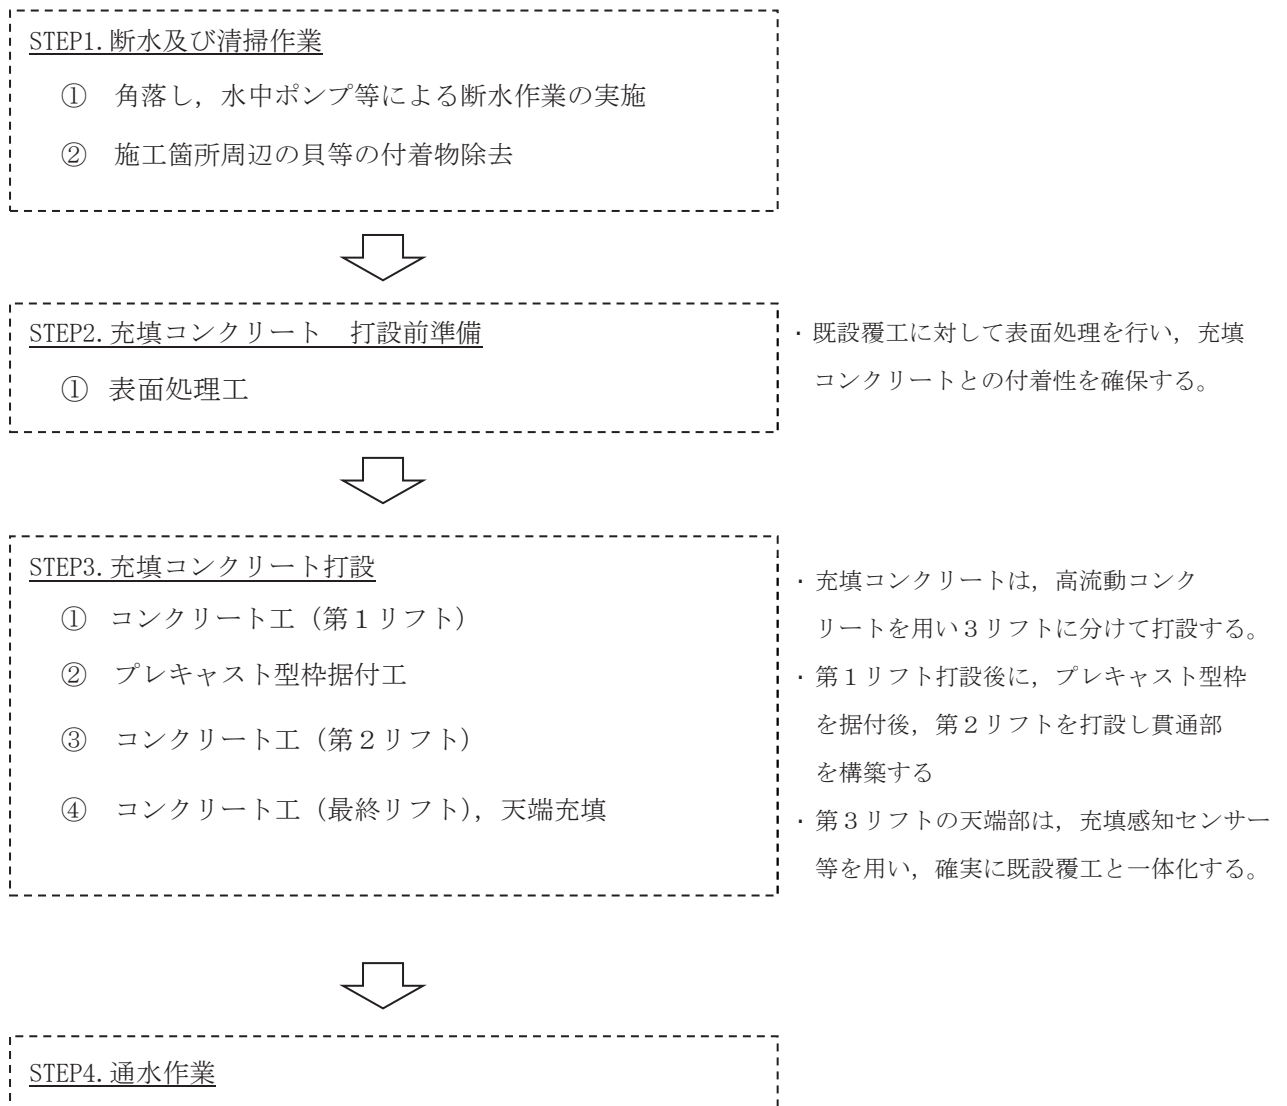 STEP1.断水及び清掃作業
① 角落し，水中ポンプ等による断水作業の実施
② 施工箇所周辺の貝等の付着物除去
STEP2.充填コンクリート　打設前準備
① 表面処理工
・既設覆工に対して表面処理を行い，充填
コンクリートとの付着性を確保する。
STEP3.充填コンクリート打設
① コンクリート工（第１リフト）
② プレキャスト型枠据付工
③ コンクリート工（第２リフト）
④ コンクリート工（最終リフト），天端充填
・充填コンクリートは，高流動コンク
リートを用い３リフトに分けて打設する。
・第１リフト打設後に，プレキャスト型枠
を据付後，第２リフトを打設し貫通部
を構築する
・第３リフトの天端部は，充填感知センサー
等を用い，確実に既設覆工と一体化する。
STEP4.通水作業